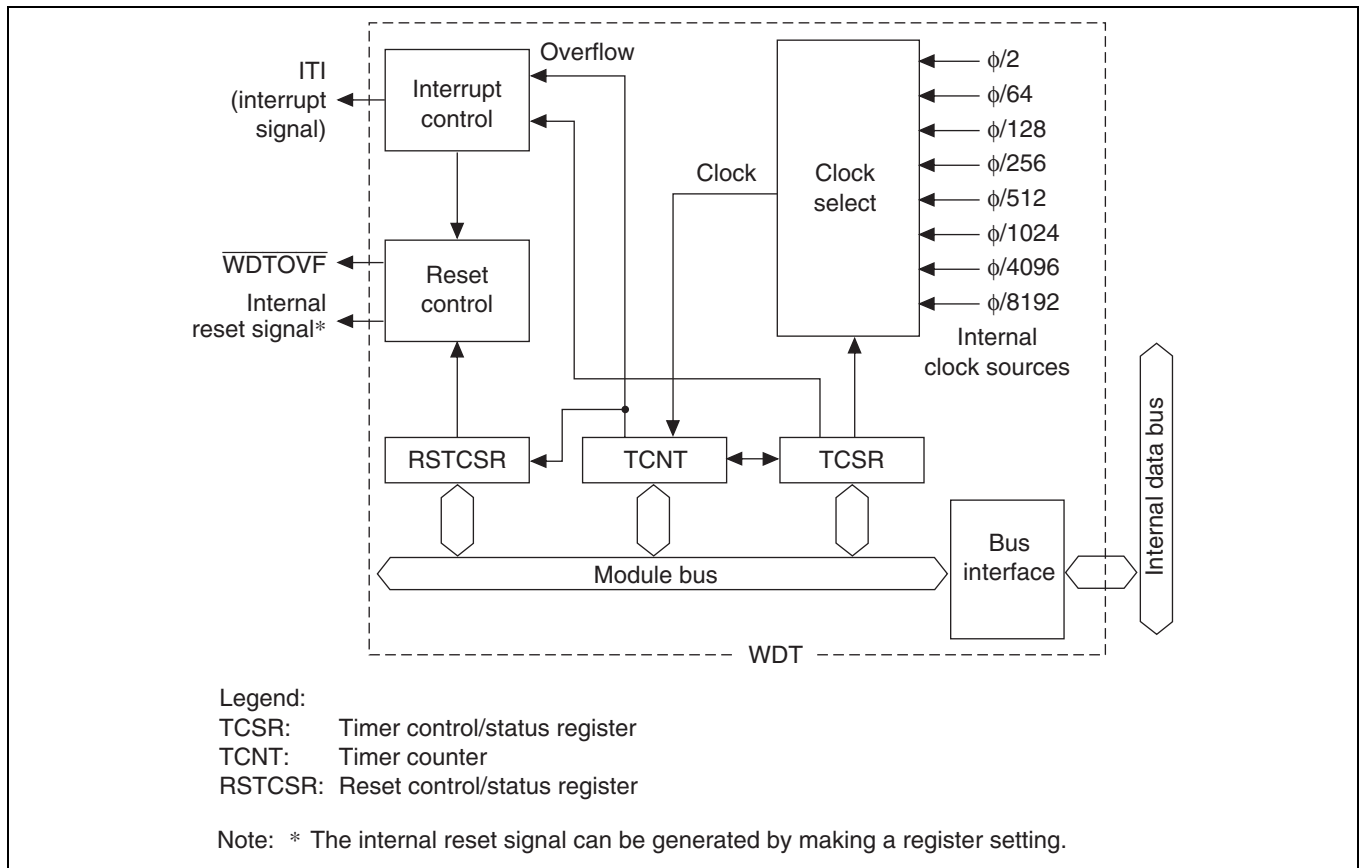 Overflow
ITI
(interrupt
signal)
Interrupt
control
Clock
Clock
select
ϕ/2
ϕ/64
ϕ/128
ϕ/256
ϕ/512
ϕ/1024
ϕ/4096
ϕ/8192
Internal
clock sources
WDTOVF
Internal
reset signal*
Reset
control
RSTCSR
TCNT
TCSR
Module bus
Bus
interface
Internal data bus
WDT
Legend:
TCSR: Timer control/status register
TCNT: Timer counter
RSTCSR: Reset control/status register
Note: * The internal reset signal can be generated by making a register setting.